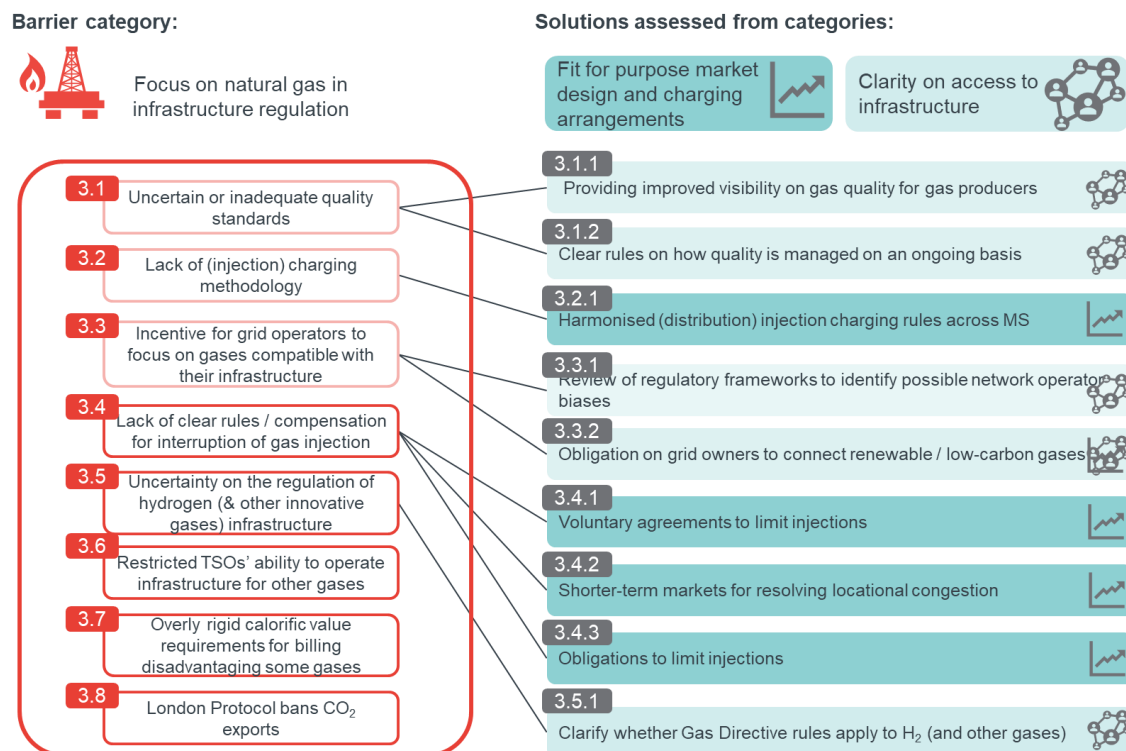 Barrier category:
Focus on natural gas in
infrastructure regulation
3.1
Uncertain or inadequate quality
standards
3.2
Lack of (injection) charging
methodology
3.3
Incentive for grid operators to
focus on gases compatible with
their infrastructure
3.4
Lack of clear rules / compensation
for interruption of gas injection
3.5
Uncertainty on the regulation of
hydrogen (& other innovative
gases) infrastructure
3.6
Restricted TSOs’ ability to operate
infrastructure for other gases
3.7
Overly rigid calorific value
requirements for billing
disadvantaging some gases
3.8
London Protocol bans CO₂
exports
Solutions assessed from categories:
Fit for purpose market
design and charging
arrangements
Clarity on access to
infrastructure
3.1.1
Providing improved visibility on gas quality for gas producers
3.1.2
Clear rules on how quality is managed on an ongoing basis
3.2.1
Harmonised (distribution) injection charging rules across MS
3.3.1
Review of regulatory frameworks to identify possible network operator
biases
3.3.2
Obligation on grid owners to connect renewable / low-carbon gases
3.4.1
Voluntary agreements to limit injections
3.4.2
Shorter-term markets for resolving locational congestion
3.4.3
Obligations to limit injections
3.5.1
Clarify whether Gas Directive rules apply to H₂ (and other gases)